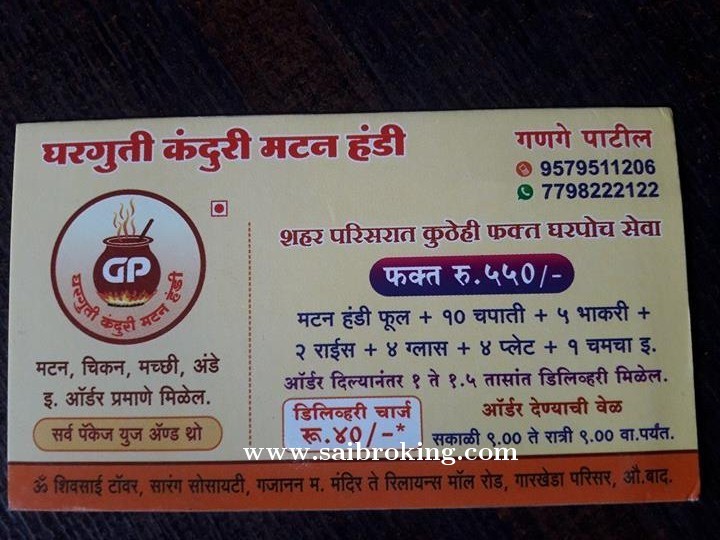 घरगुती कंदुरी मटन हंडी
गणगे पाटील
9579511206
7798222122
GP
घरगुती कंदुरी मटन हंडी
मटन, चिकन, मच्छी, अंडे
इ. ऑर्डर प्रमाणे मिळेल.
सर्व पॅकेज युज ॲण्ड थ्रो
शहर परिसरात कुठेही फक्त घरपोच सेवा
फक्त रु.५५०/-
मटन हंडी फूल + १० चपाती + ५ भाकरी +
२ राईस + ४ ग्लास + ४ प्लेट + १ चमचा इ.
ऑर्डर दिल्यानंतर १ ते १.५ तासांत डिलिव्हरी मिळेल.
डिलिव्हरी चार्ज
रू.४०/-*
ऑर्डर देण्याची वेळ
सकाळी ९.०० ते रात्री ९.०० वा.पर्यंत.
www.saibroking.com
ॐ शिवसाई टॉवर, सारंग सोसायटी, गजानन म. मंदिर ते रिलायन्स मॉल रोड, गारखेडा परिसर, औ.बाद.